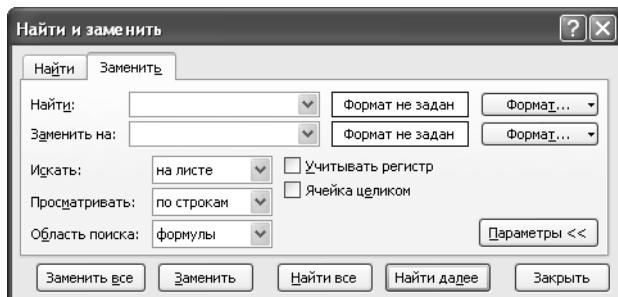 Найти и заменить
Найти Заменить
Найти: Формат не задан Формат...
Заменить на: Формат не задан Формат...
Искать: на листе Учитывать регистр
Ячейка целиком
Просматривать: по строкам
Область поиска: формулы Параметры <<
Заменить все Заменить Найти все Найти далее Закрыть